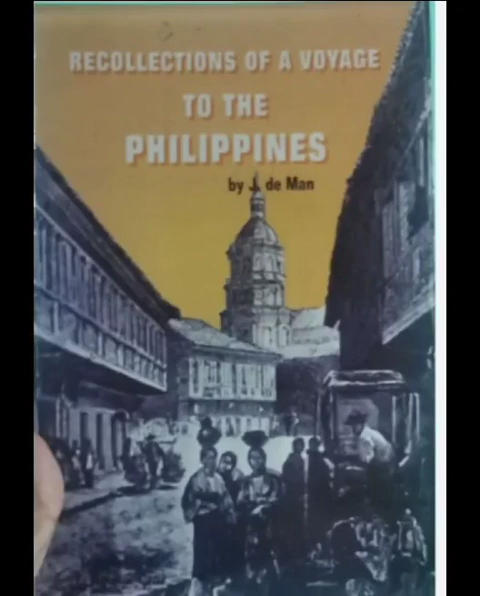 RECOLLECTIONS OF A VOYAGE
TO THE
PHILIPPINES
by J. de Man